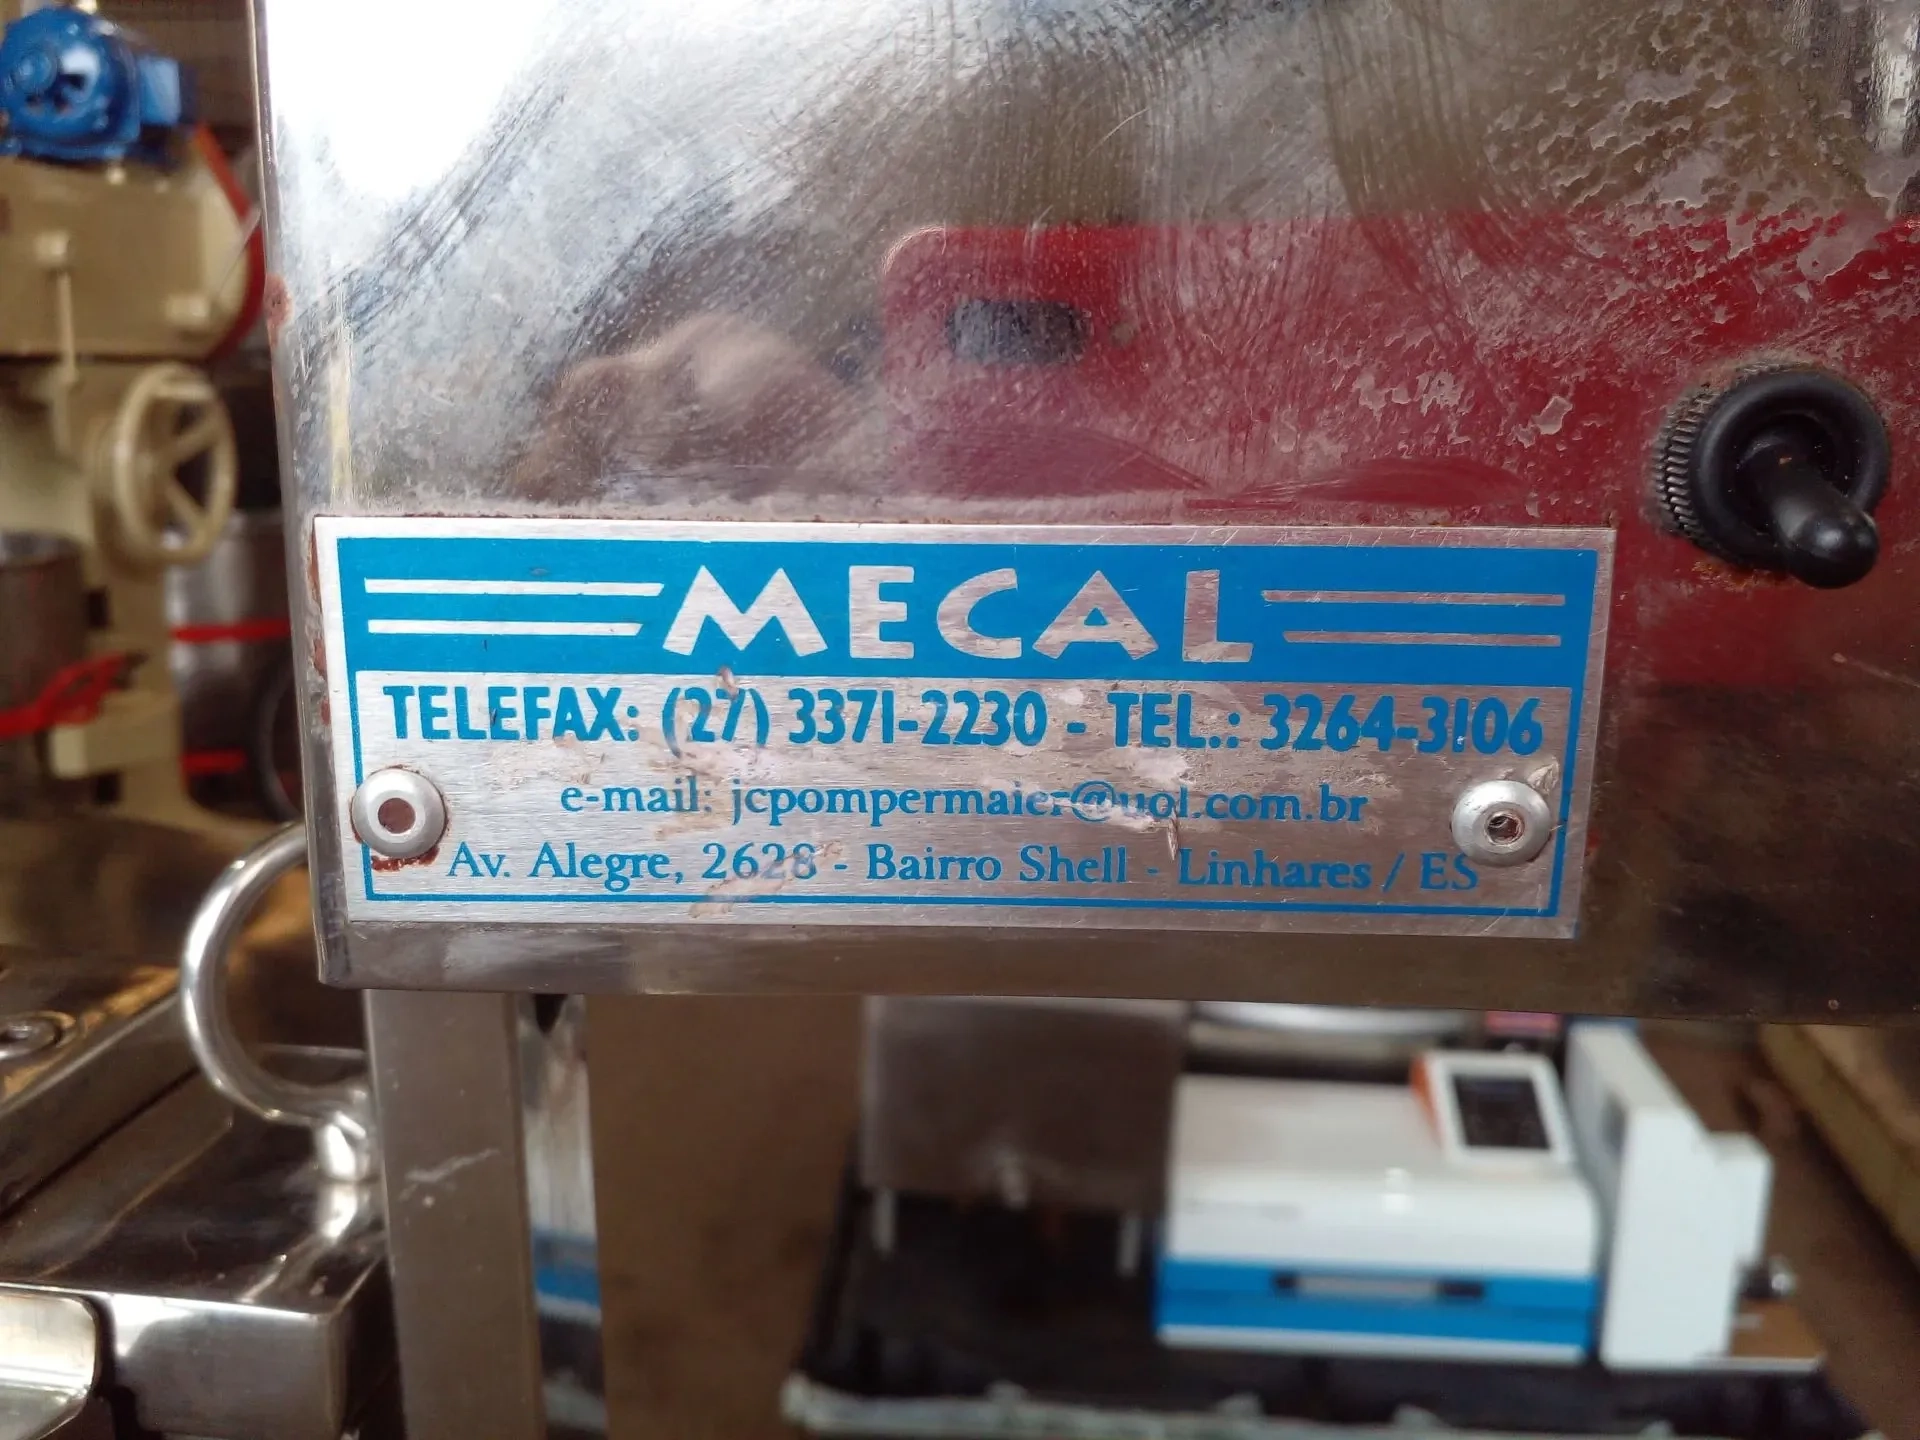 MECAL
TELEFAX: (27) 3371-2230 - TEL.: 3264-3106
e-mail: jcpompermaier@uol.com.br
Av. Alegre, 2628 - Bairro Shell - Linhares / ES